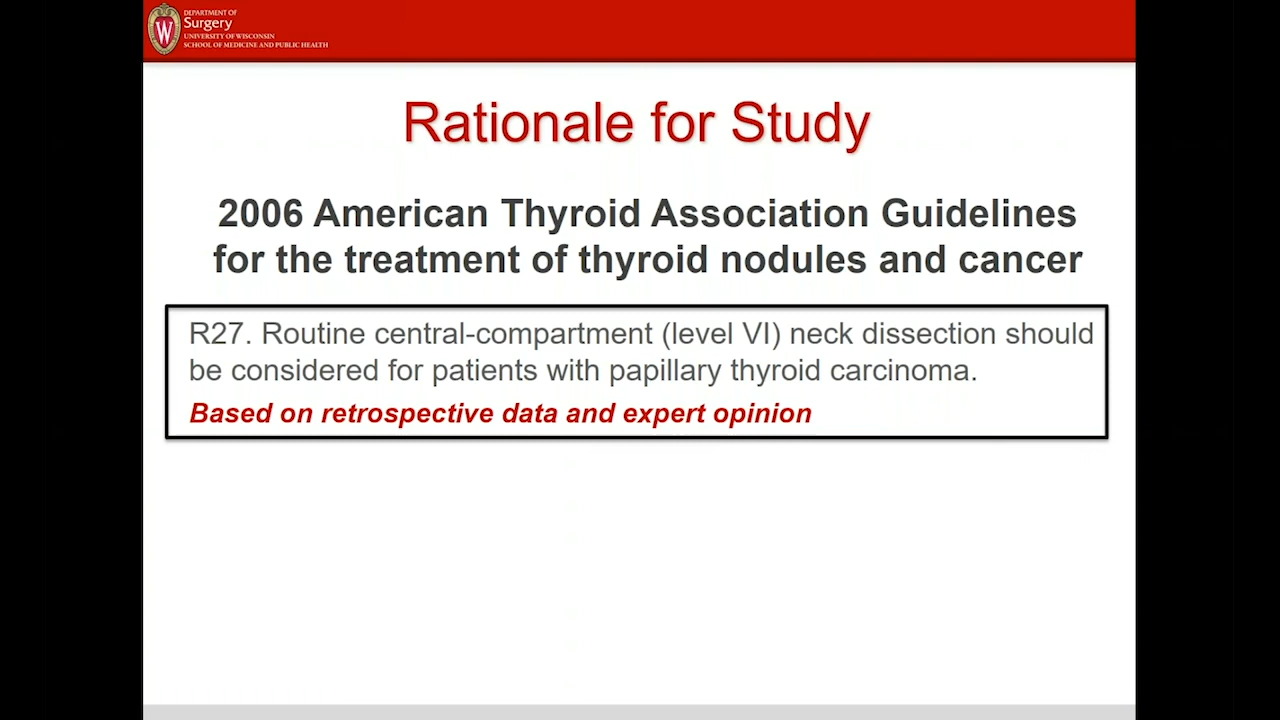 DEPARTMENT OF
Surgery
UNIVERSITY OF WISCONSIN
SCHOOL OF MEDICINE AND PUBLIC HEALTH
Rationale for Study
2006 American Thyroid Association Guidelines
for the treatment of thyroid nodules and cancer
R27. Routine central-compartment (level VI) neck dissection should
be considered for patients with papillary thyroid carcinoma.
Based on retrospective data and expert opinion